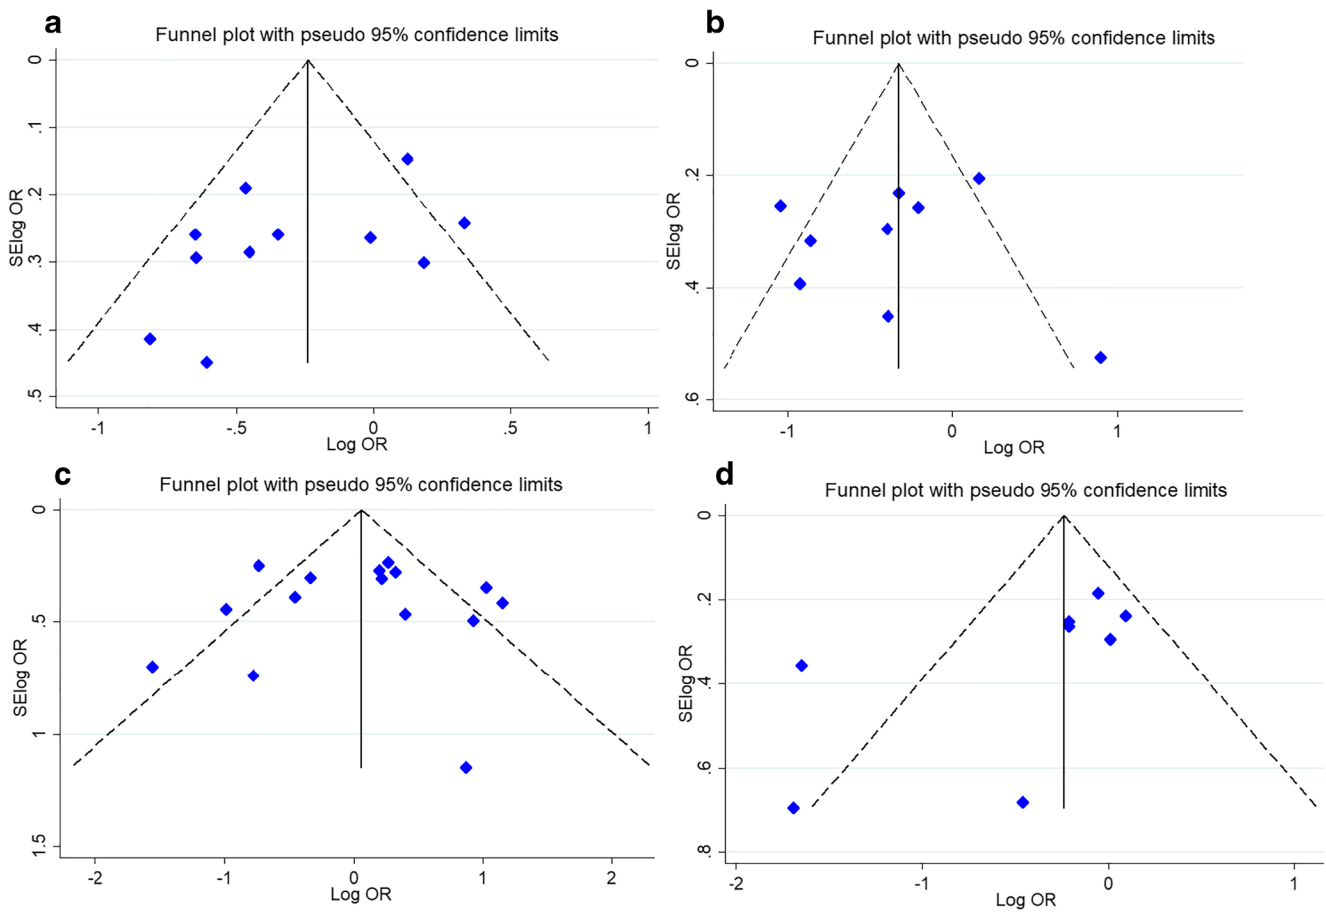 a
Funnel plot with pseudo 95% confidence limits
SElog OR
0
.1
.2
.3
.4
.5
-1
-.5
0
.5
1
Log OR
b
Funnel plot with pseudo 95% confidence limits
SElog OR
0
.2
.4
.6
-1
0
1
Log OR
c
Funnel plot with pseudo 95% confidence limits
SElog OR
0
.5
1
1.5
-2
-1
0
1
2
Log OR
d
Funnel plot with pseudo 95% confidence limits
SElog OR
0
.2
.4
.6
.8
-2
-1
0
1
Log OR